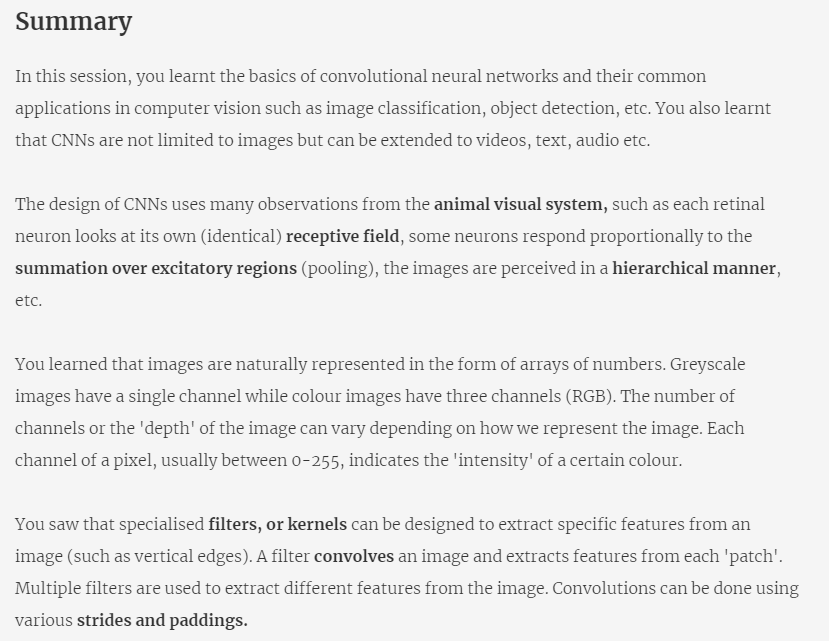 Summary
In this session, you learnt the basics of convolutional neural networks and their common
applications in computer vision such as image classification, object detection, etc. You also learnt
that CNNs are not limited to images but can be extended to videos, text, audio etc.
The design of CNNs uses many observations from the animal visual system, such as each retinal
neuron looks at its own (identical) receptive field, some neurons respond proportionally to the
summation over excitatory regions (pooling), the images are perceived in a hierarchical manner,
etc.
You learned that images are naturally represented in the form of arrays of numbers. Greyscale
images have a single channel while colour images have three channels (RGB). The number of
channels or the 'depth' of the image can vary depending on how we represent the image. Each
channel of a pixel, usually between 0-255, indicates the 'intensity' of a certain colour.
You saw that specialised filters, or kernels can be designed to extract specific features from an
image (such as vertical edges). A filter convolves an image and extracts features from each 'patch'.
Multiple filters are used to extract different features from the image. Convolutions can be done using
various strides and paddings.